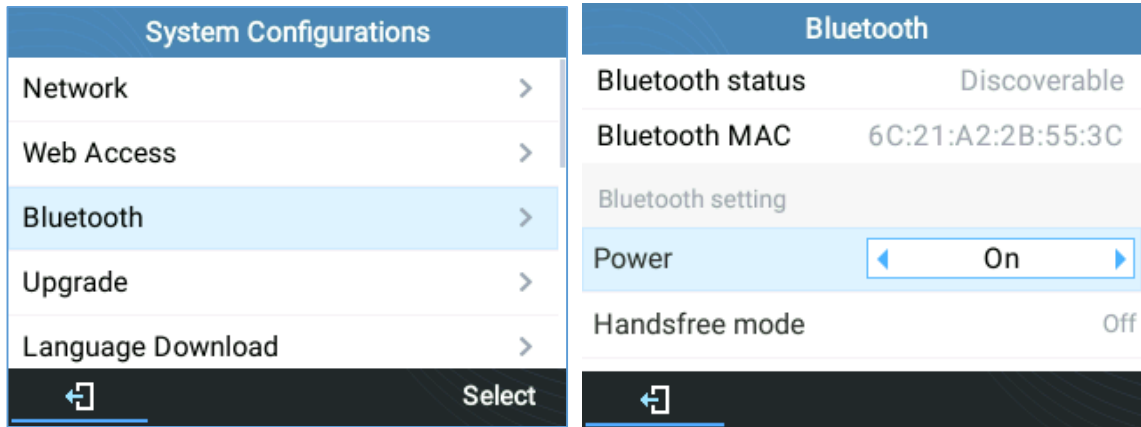 System Configurations
Network
Web Access
Bluetooth
Upgrade
Language Download
Select
Bluetooth
Bluetooth status Discoverable
Bluetooth MAC 6C:21:A2:2B:55:3C
Bluetooth setting
Power On
Handsfree mode Off